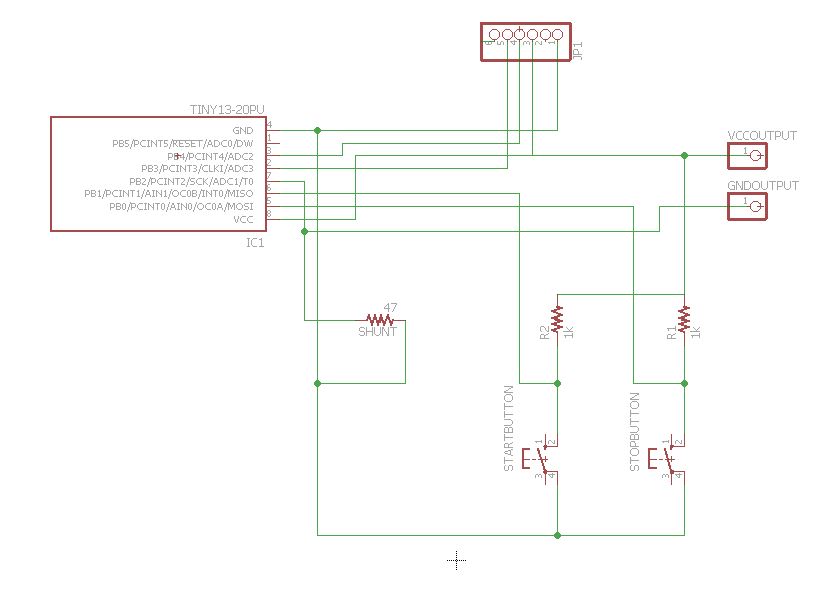 6 5 4 3 2 1
JP1
TINY13-20PU
GND 4
PB5/PCINT5/RESET/ADC0/DW 1
PB4/PCINT4/ADC2 3
PB3/PCINT3/CLKI/ADC3 2
PB2/PCINT2/SCK/ADC1/T0 7
PB1/PCINT1/AIN1/OC0B/INT0/MISO 6
PB0/PCINT0/AIN0/OC0A/MOSI 5
VCC 8
IC1
VCCOUTPUT
1
GNDOUTPUT
1
47
SHUNT
R2
1k
R1
1k
STARTBUTTON
1 2
3 4
STOPBUTTON
1 2
3 4